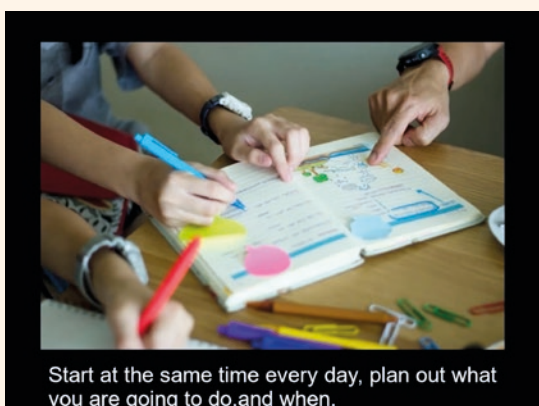 Start at the same time every day, plan out what
you are going to do,and when.